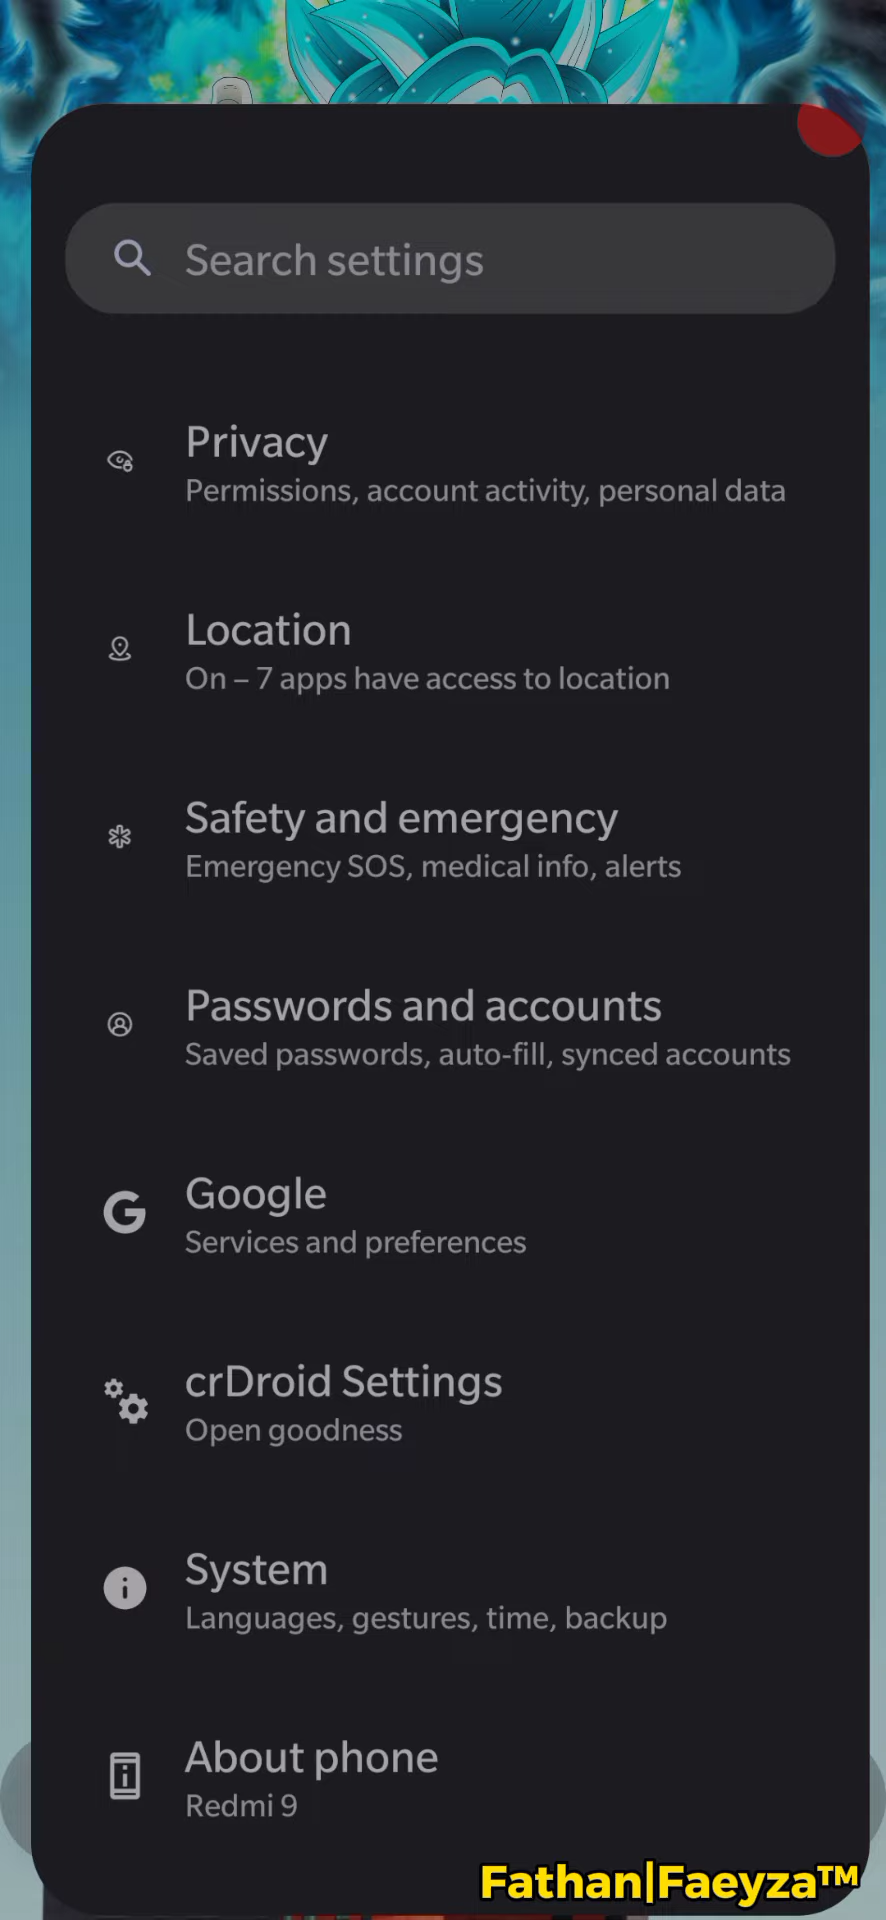 Search settings
Privacy
Permissions, account activity, personal data
Location
On – 7 apps have access to location
Safety and emergency
Emergency SOS, medical info, alerts
Passwords and accounts
Saved passwords, auto-fill, synced accounts
Google
Services and preferences
crDroid Settings
Open goodness
System
Languages, gestures, time, backup
About phone
Redmi 9
Fathan|Faeyza™